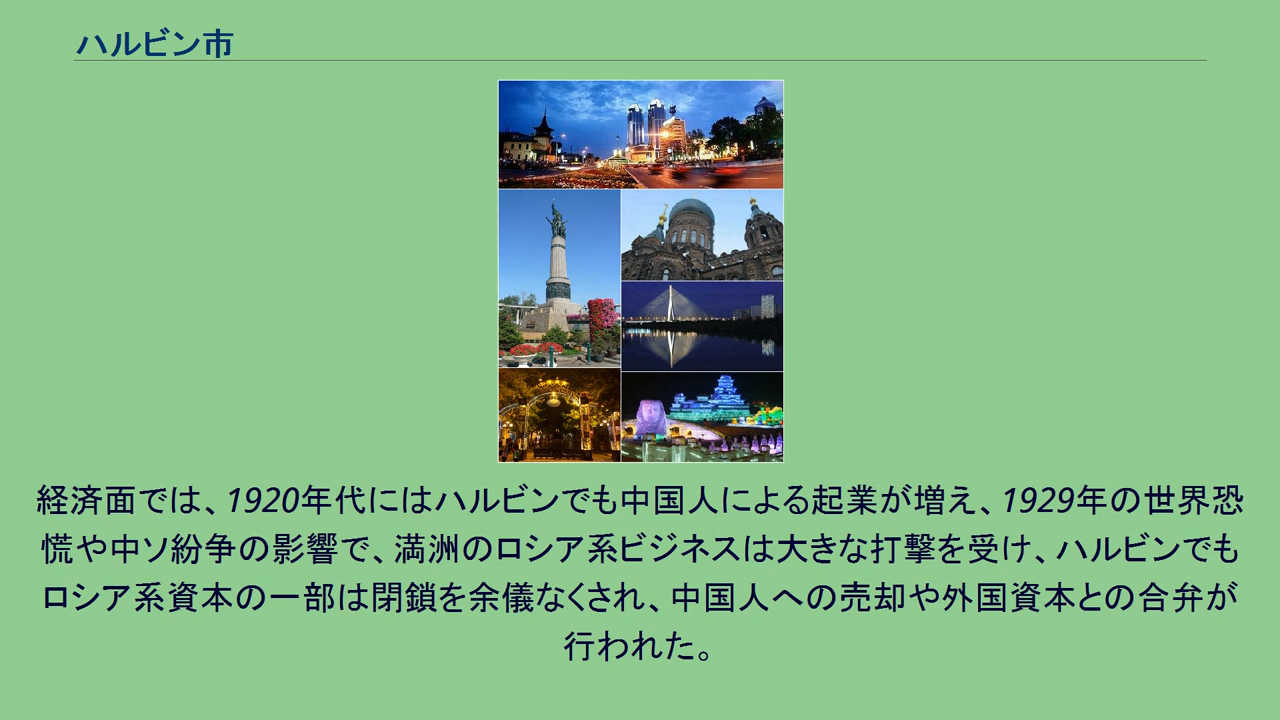 ハルビン市
経済面では、1920年代にはハルビンでも中国人による起業が増え、1929年の世界恐
慌や中ソ紛争の影響で、満洲のロシア系ビジネスは大きな打撃を受け、ハルビンでも
ロシア系資本の一部は閉鎖を余儀なくされ、中国人への売却や外国資本との合弁が
行われた。